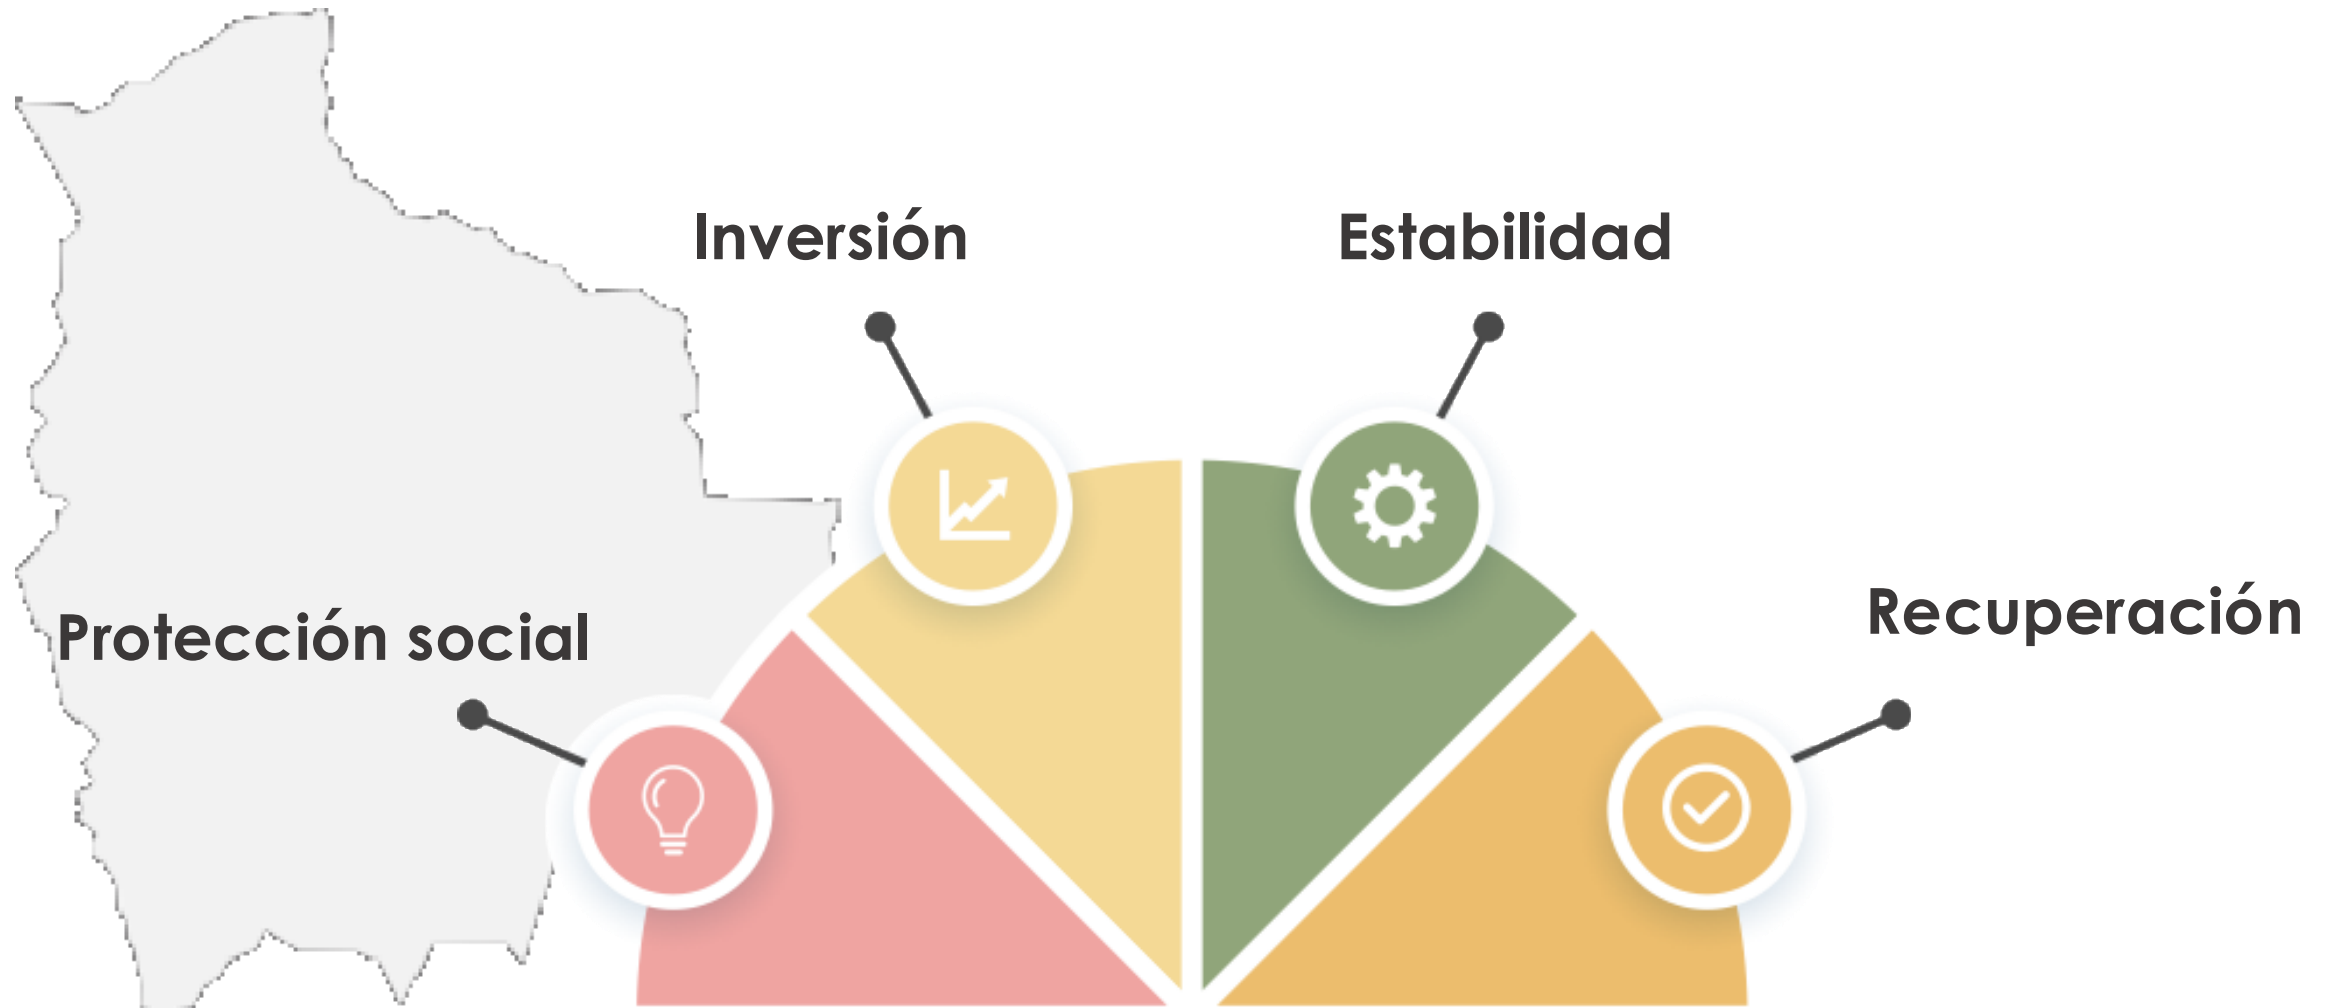 Inversión
Estabilidad
Protección social
Recuperación